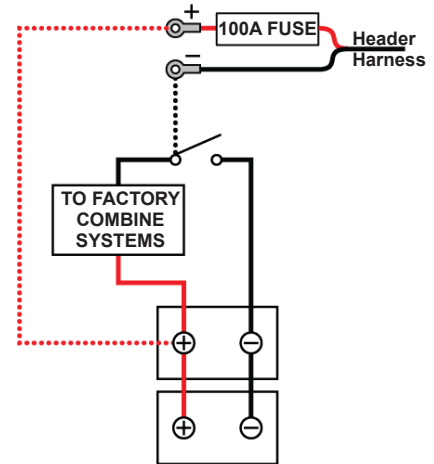 +
100A FUSE
Header
Harness
−
TO FACTORY
COMBINE
SYSTEMS
+ −
+ −